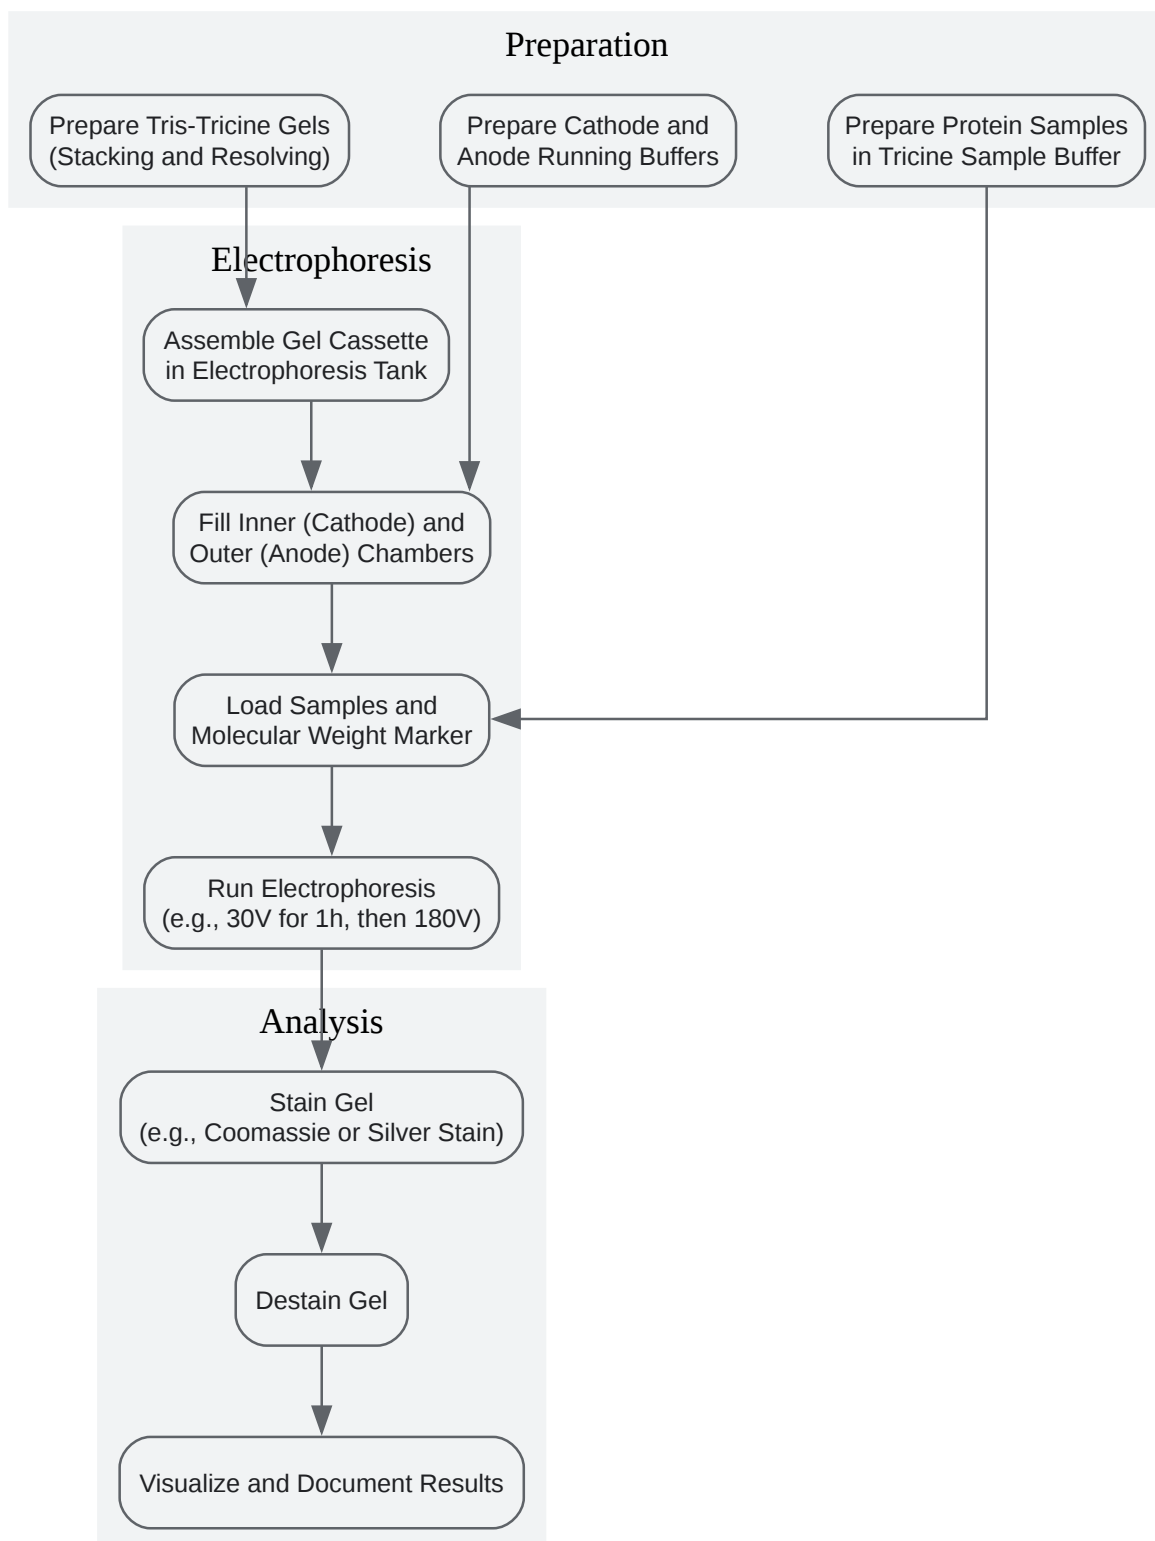 Preparation
Prepare Tris-Tricine Gels
(Stacking and Resolving)
Prepare Cathode and
Anode Running Buffers
Prepare Protein Samples
in Tricine Sample Buffer
Electrophoresis
Assemble Gel Cassette
in Electrophoresis Tank
Fill Inner (Cathode) and
Outer (Anode) Chambers
Load Samples and
Molecular Weight Marker
Run Electrophoresis
(e.g., 30V for 1h, then 180V)
Analysis
Stain Gel
(e.g., Coomassie or Silver Stain)
Destain Gel
Visualize and Document Results